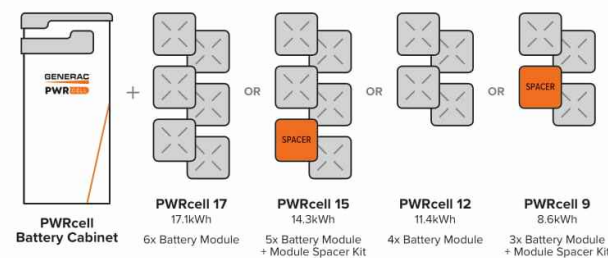 GENERAC
PWRCELL
+
OR
SPACER
OR
OR
SPACER
PWRcell
Battery Cabinet
PWRcell 17
17.1kWh
6x Battery Module
PWRcell 15
14.3kWh
5x Battery Module
+ Module Spacer Kit
PWRcell 12
11.4kWh
4x Battery Module
PWRcell 9
8.6kWh
3x Battery Module
+ Module Spacer Kit